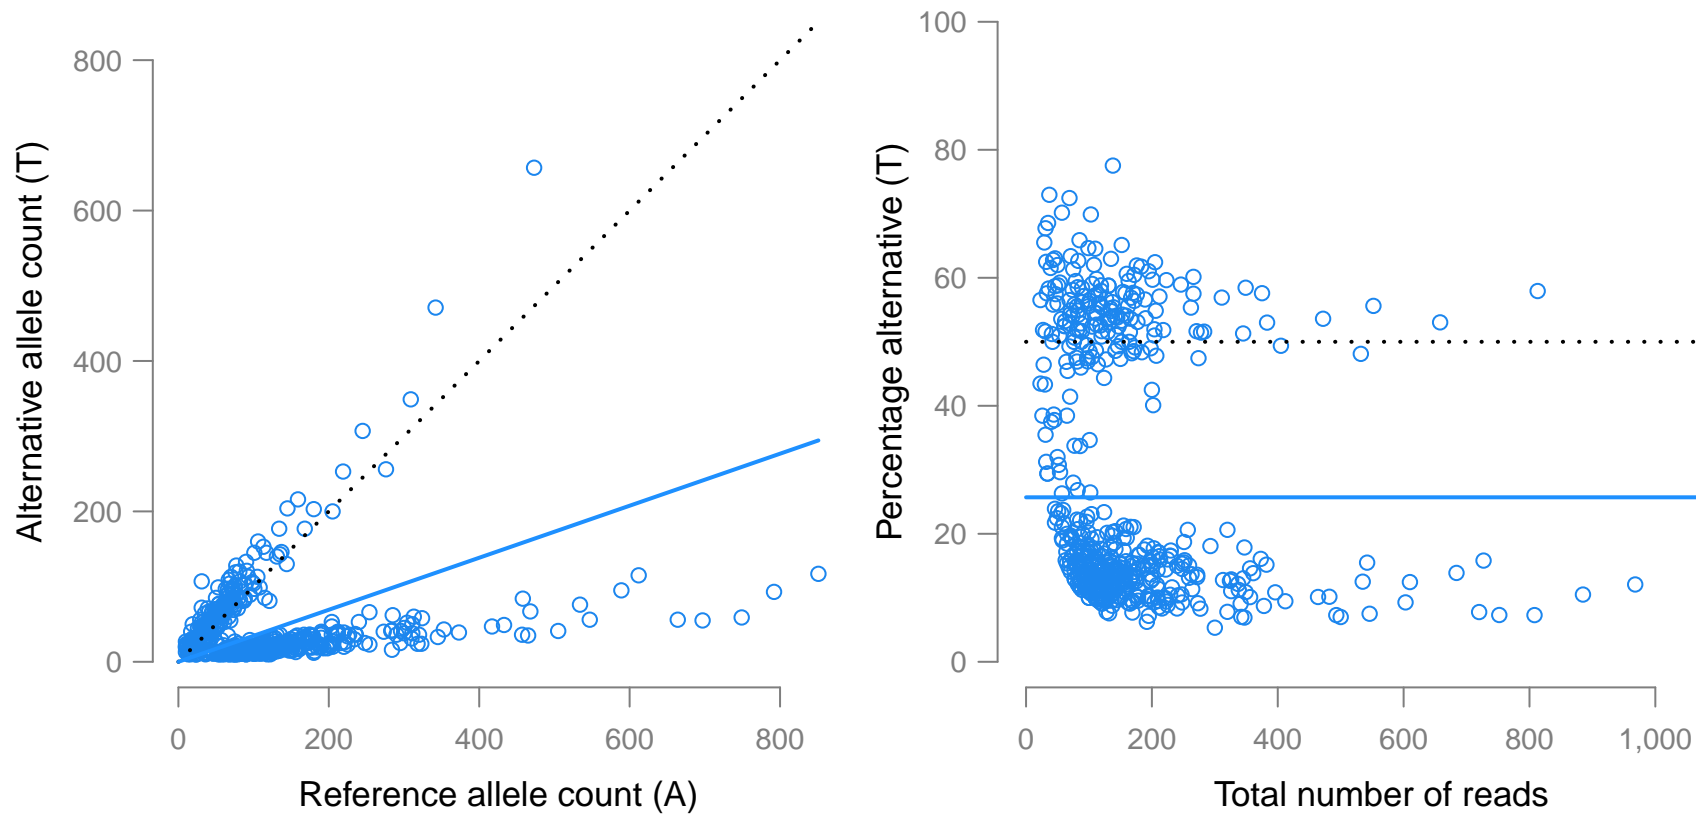 Alternative allele count (T)
800
600
400
200
0
0 200 400 600 800
Reference allele count (A)
Percentage alternative (T)
100
80
60
40
20
0
0 200 400 600 800 1,000
Total number of reads